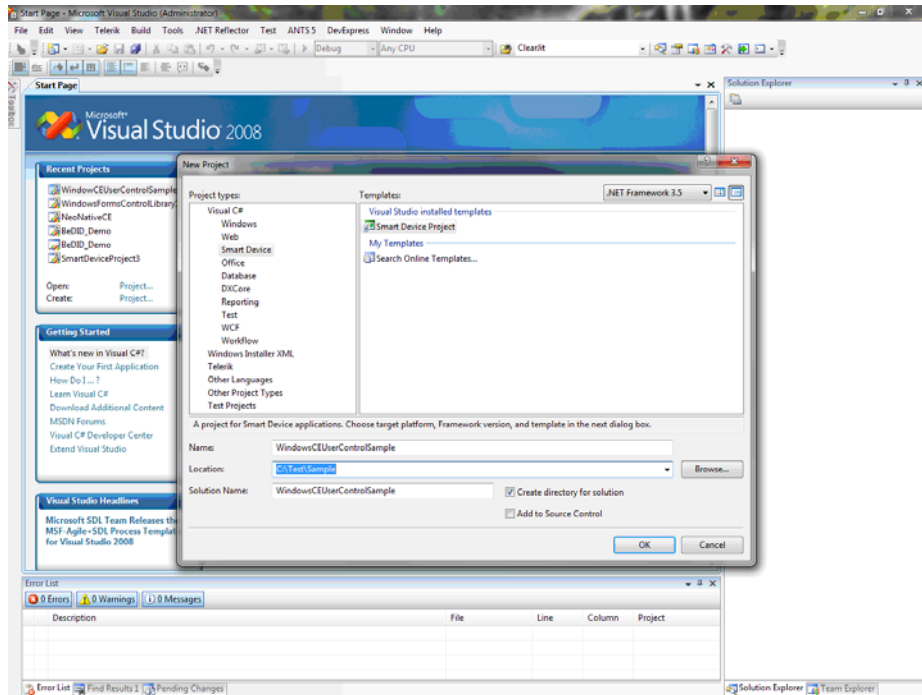 Start Page - Microsoft Visual Studio (Administrator)
File Edit View Telerik Build Tools .NET Reflector Test ANTS 5 DevExpress Window Help
Debug Any CPU Clearlit
Toolbox
Start Page
Solution Explorer
Microsoft®
Visual Studio 2008
Recent Projects
WindowCEUserControlSample
WindowsFormsControlLibrary
NeoNativeCE
BeDID_Demo
BeDID_Demo
SmartDeviceProject3
Open: Project...
Create: Project...
Getting Started
What's new in Visual C#?
Create Your First Application
How Do I ... ?
Learn Visual C#
Download Additional Content
MSDN Forums
Visual C# Developer Center
Extend Visual Studio
Visual Studio Headlines
Microsoft SDL Team Releases the
MSF-Agile+SDL Process Templat
for Visual Studio 2008
New Project
Project types:
Visual C#
Windows
Web
Smart Device
Office
Database
DXCore
Reporting
Test
WCF
Workflow
Windows Installer XML
Telerik
Other Languages
Other Project Types
Test Projects
Templates:
.NET Framework 3.5
Visual Studio installed templates
Smart Device Project
My Templates
Search Online Templates...
A project for Smart Device applications. Choose target platform, Framework version, and template in the next dialog box.
Name: WindowsCEUserControlSample
Location: C:\Test\Sample Browse...
Solution Name: WindowsCEUserControlSample
Create directory for solution
Add to Source Control
OK Cancel
Error List
0 Errors 0 Warnings 0 Messages
Description File Line Column Project
Error List Find Results 1 Pending Changes
Solution Explorer Team Explorer